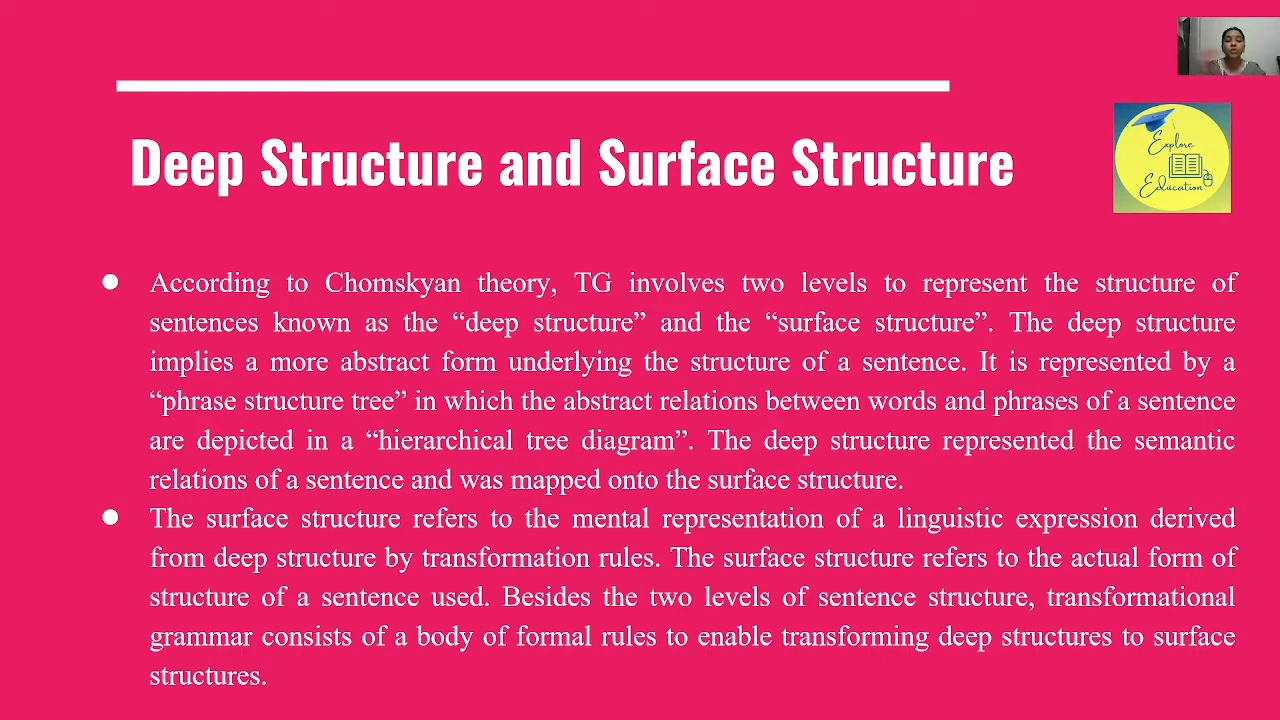 Deep Structure and Surface Structure
Explore
Education
● According to Chomskyan theory, TG involves two levels to represent the structure of
sentences known as the “deep structure” and the “surface structure”. The deep structure
implies a more abstract form underlying the structure of a sentence. It is represented by a
“phrase structure tree” in which the abstract relations between words and phrases of a sentence
are depicted in a “hierarchical tree diagram”. The deep structure represented the semantic
relations of a sentence and was mapped onto the surface structure.
● The surface structure refers to the mental representation of a linguistic expression derived
from deep structure by transformation rules. The surface structure refers to the actual form of
structure of a sentence used. Besides the two levels of sentence structure, transformational
grammar consists of a body of formal rules to enable transforming deep structures to surface
structures.